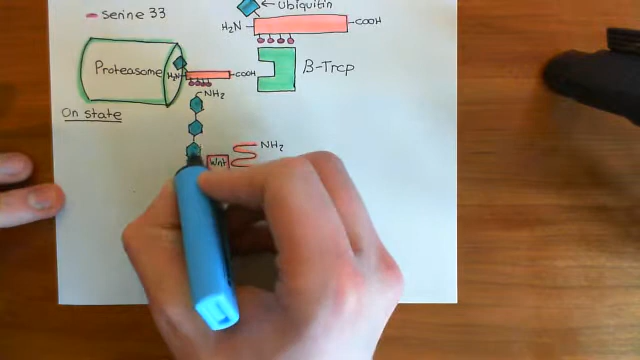 serine 33
Ubiquitin
H₂N
COOH
Proteasome
H₂N
COOH
β-Trcp
On state
NH₂
Wnt
NH₂